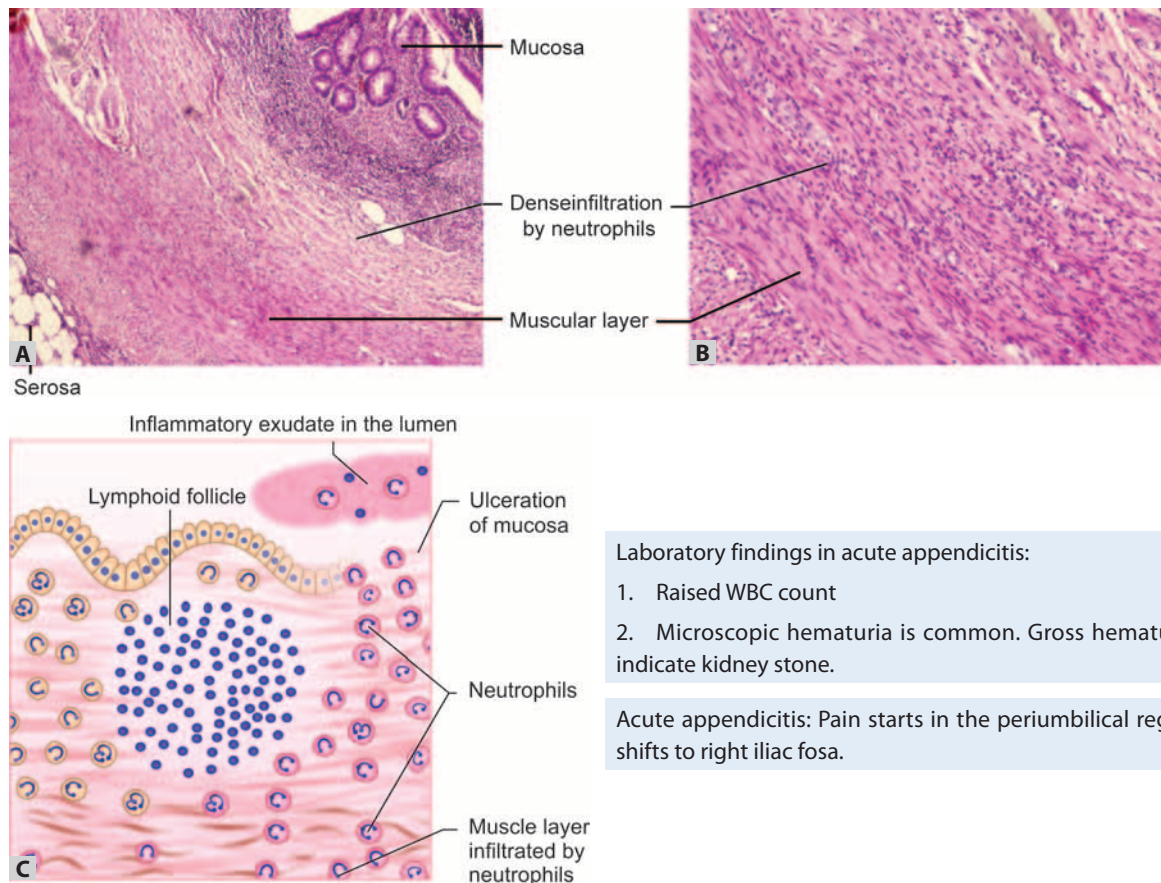 Mucosa
Denseinfiltration
by neutrophils
Muscular layer
A
B
Serosa
Inflammatory exudate in the lumen
Lymphoid follicle
Ulceration
of mucosa
Neutrophils
Muscle layer
infiltrated by
neutrophils
C
Laboratory findings in acute appendicitis:
1. Raised WBC count
2. Microscopic hematuria is common. Gross
indicate kidney stone.
Acute appendicitis: Pain starts in the periumbilical
shifts to right iliac fosa.